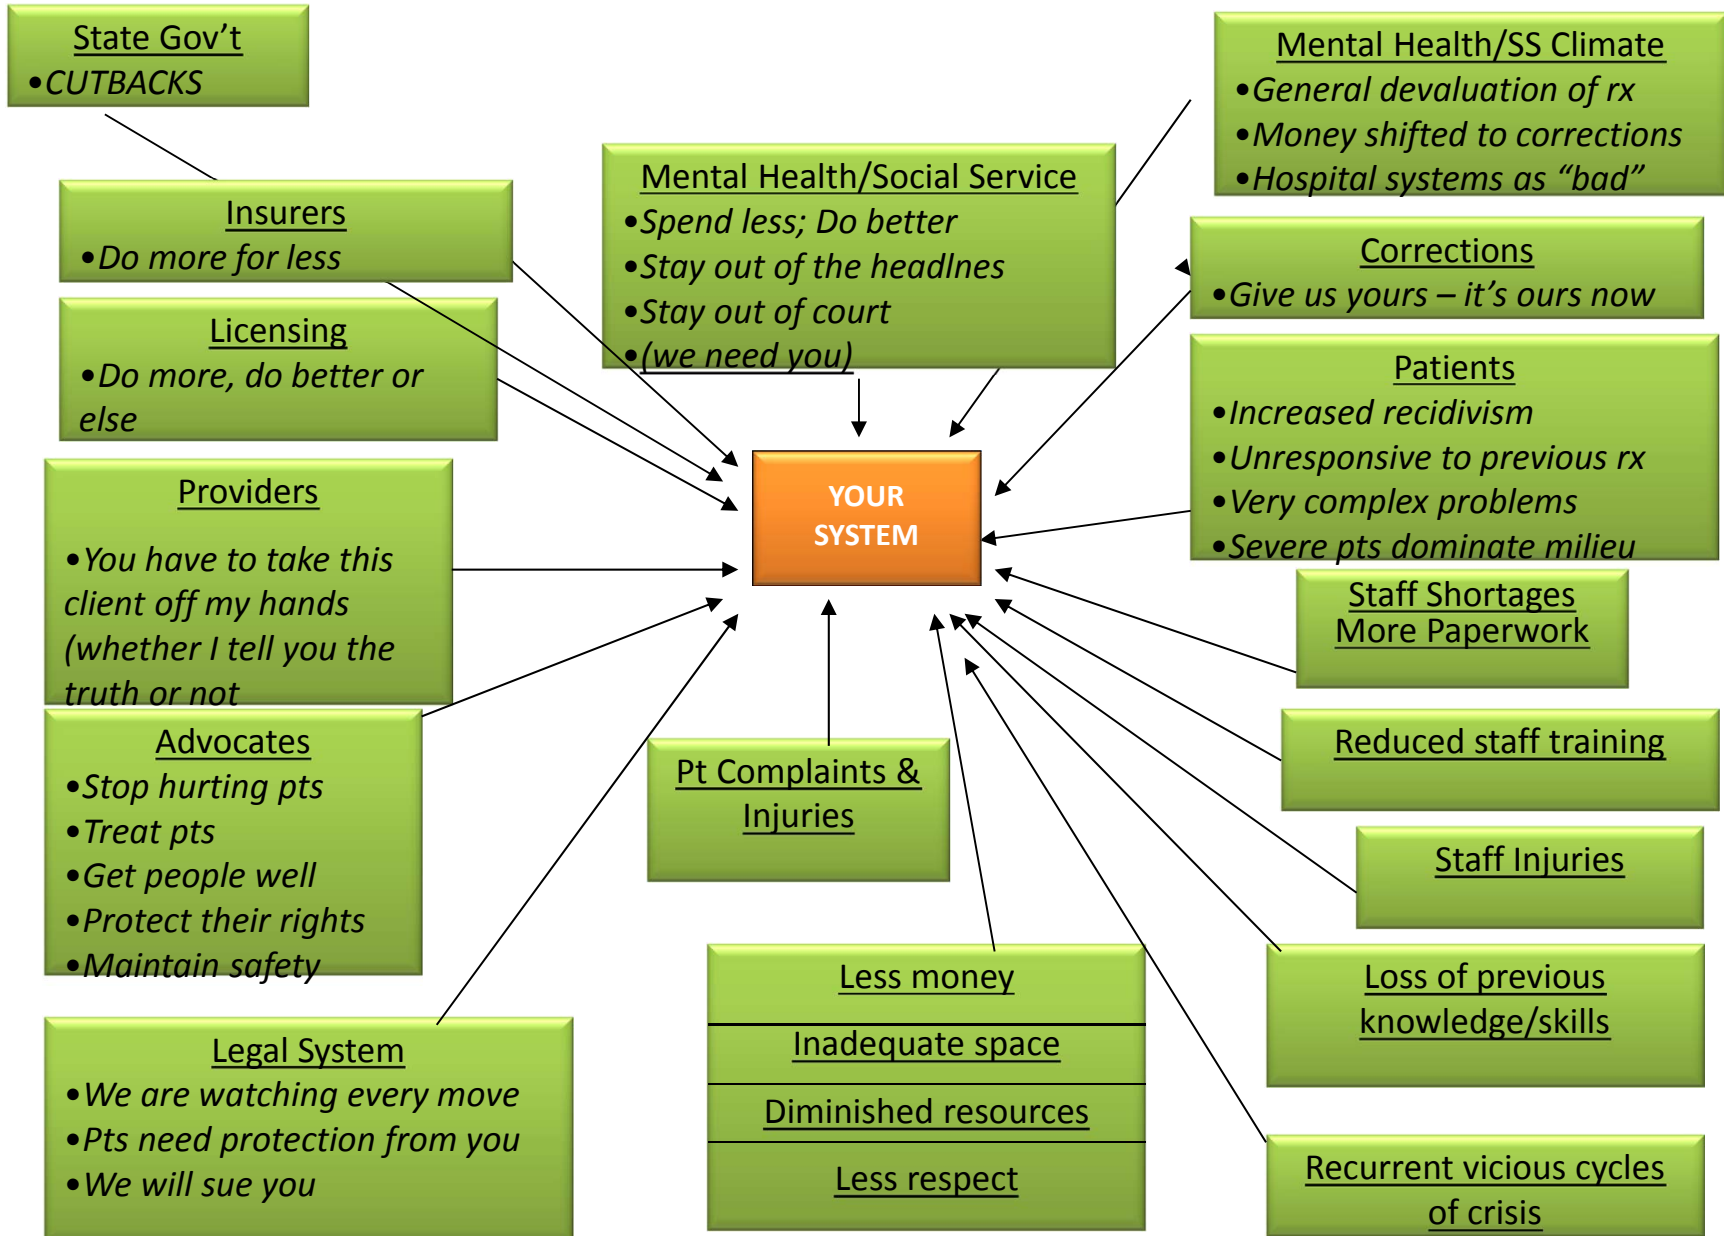 State Gov’t
•CUTBACKS
Insurers
•Do more for less
Licensing
•Do more, do better or
else
Providers
•You have to take this
client off my hands
(whether I tell you the
truth or not
Advocates
•Stop hurting pts
•Treat pts
•Get people well
•Protect their rights
•Maintain safety
Legal System
•We are watching every move
•Pts need protection from you
•We will sue you
Mental Health/Social Service
•Spend less; Do better
•Stay out of the headlnes
•Stay out of court
•(we need you)
YOUR
SYSTEM
Pt Complaints &
Injuries
Less money
Inadequate space
Diminished resources
Less respect
Mental Health/SS Climate
•General devaluation of rx
•Money shifted to corrections
•Hospital systems as “bad”
Corrections
•Give us yours – it’s ours now
Patients
•Increased recidivism
•Unresponsive to previous rx
•Very complex problems
•Severe pts dominate milieu
Staff Shortages
More Paperwork
Reduced staff training
Staff Injuries
Loss of previous
knowledge/skills
Recurrent vicious cycles
of crisis